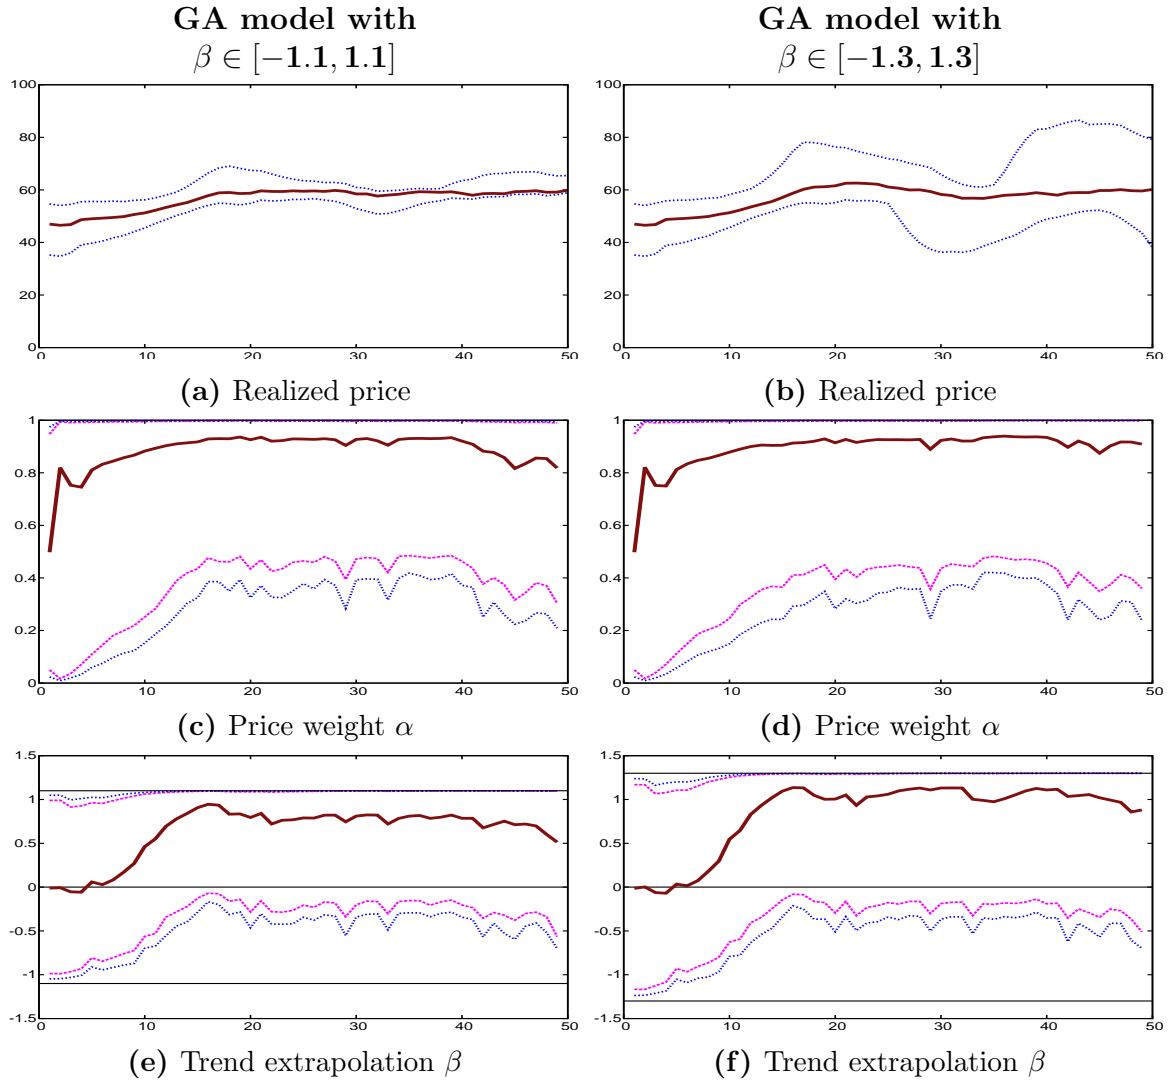 GA model with
β ∈ [−1.1, 1.1]
GA model with
β ∈ [−1.3, 1.3]
100
80
60
40
20
0
0 10 20 30 40 50
(a) Realized price
100
80
60
40
20
0
0 10 20 30 40 50
(b) Realized price
1
0.8
0.6
0.4
0.2
0
0 10 20 30 40 50
(c) Price weight α
1
0.8
0.6
0.4
0.2
0
0 10 20 30 40 50
(d) Price weight α
1.5
1
0.5
0
-0.5
-1
-1.5
0 10 20 30 40 50
(e) Trend extrapolation β
1.5
1
0.5
0
-0.5
-1
-1.5
0 10 20 30 40 50
(f) Trend extrapolation β